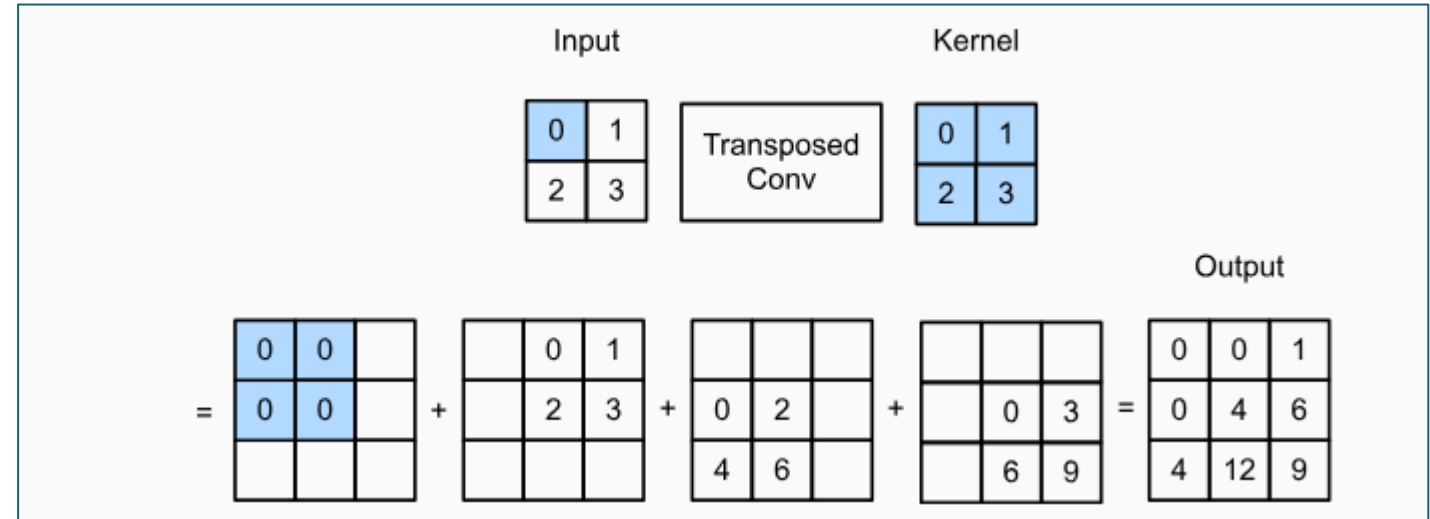 Input Kernel
0 1 Transposed Conv 0 1
2 3 2 3
Output
0 0 0 1 0 0 1
= 0 0 + 2 3 + 0 2 + 0 3 = 0 4 6
4 6 6 9 4 12 9